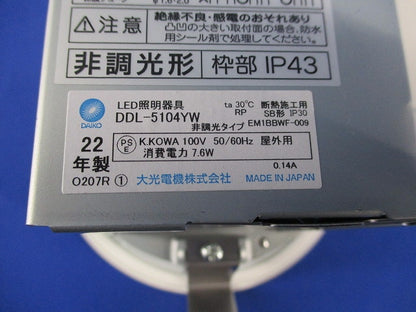 ⚠注意
絶縁不良・感電のおそれあり
凸凹の大きい取付面の場合、防水
用シール剤で处理してください。
非調光形 枠部 IP43
DAIKO
LED照明器具
DDL-5104YW
ta 30℃ 断熱施工用
RP SB形 IP30
非調光タイプ EM1BBWF-009
22年製
PSE K.KOWA 100V 50/60Hz 屋外用
消費電力 7.6W 0.14A
O207R ① 大光電機株式会社 MADE IN JAPAN